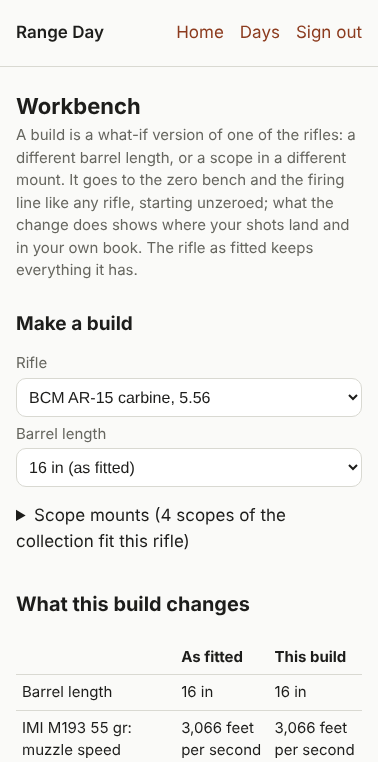 Range Day Home Days Sign out
Workbench
A build is a what-if version of one of the rifles: a
different barrel length, or a scope in a different
mount. It goes to the zero bench and the firing
line like any rifle, starting unzeroed; what the
change does shows where your shots land and
in your own book. The rifle as fitted keeps
everything it has.
Make a build
Rifle
BCM AR-15 carbine, 5.56
Barrel length
16 in (as fitted)
Scope mounts (4 scopes of the
collection fit this rifle)
What this build changes
As fitted This build
Barrel length 16 in 16 in
IMI M193 55 gr: 3,066 feet 3,066 feet
muzzle speed per second per second